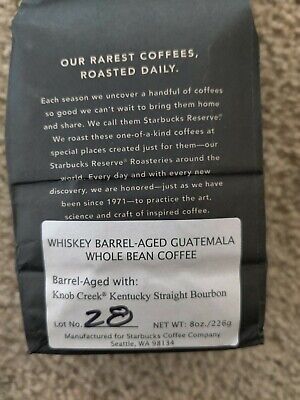 OUR RAREST COFFEES,
ROASTED DAILY.
Each season we uncover a handful of coffees
so good we can't wait to bring them home
and share. We call them Starbucks Reserve®
We roast these one-of-a-kind coffees at
special places created just for them—our
Starbucks Reserve® Roasteries around the
world. Every day and with every new
discovery, we are honored—just as we have
been since 1971—to practice the art,
science and craft of inspired coffee.
WHISKEY BARREL-AGED GUATEMALA
WHOLE BEAN COFFEE
Barrel-Aged with:
Knob Creek® Kentucky Straight Bourbon
Lot No. 28 NET WT: 8oz./226g
Manufactured for Starbucks Coffee Company
Seattle, WA 98134